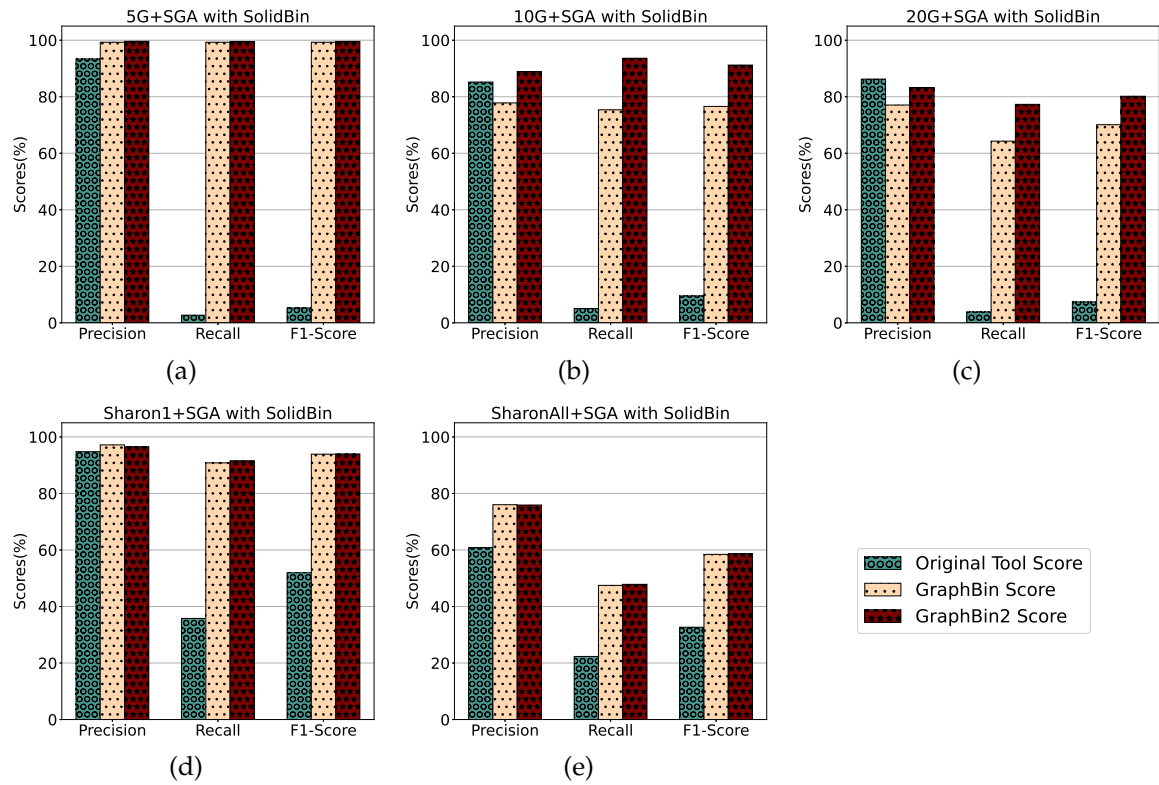 5G+SGA with SolidBin
Scores(%)
100
80
60
40
20
0
Precision
Recall
F1-Score
(a)
10G+SGA with SolidBin
Scores(%)
100
80
60
40
20
0
Precision
Recall
F1-Score
(b)
20G+SGA with SolidBin
Scores(%)
100
80
60
40
20
0
Precision
Recall
F1-Score
(c)
Sharon1+SGA with SolidBin
Scores(%)
100
80
60
40
20
0
Precision
Recall
F1-Score
(d)
SharonAll+SGA with SolidBin
Scores(%)
100
80
60
40
20
0
Precision
Recall
F1-Score
(e)
Original Tool Score
GraphBin Score
GraphBin2 Score